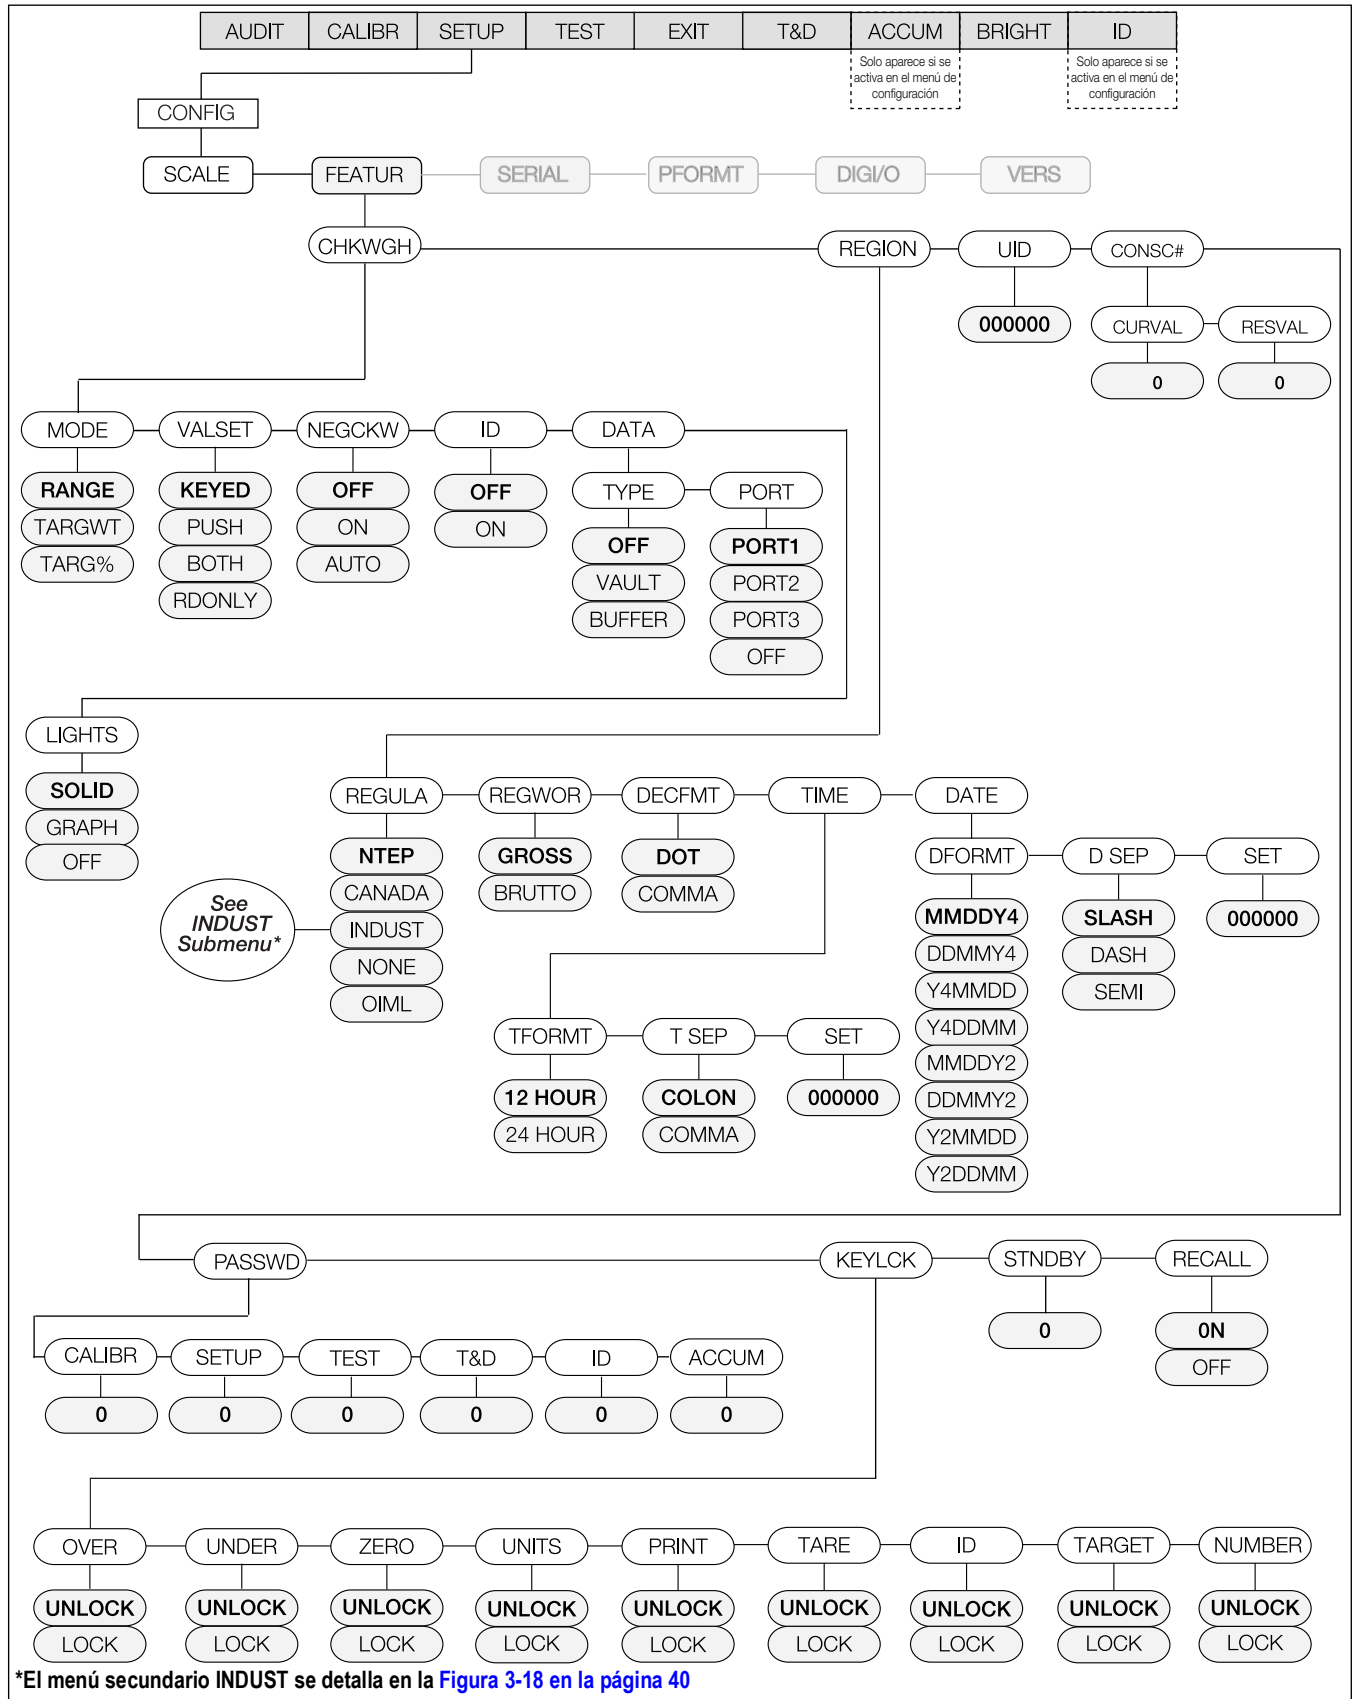 AUDIT CALIBR SETUP TEST EXIT T&D ACCUM BRIGHT ID
Solo aparece si se
activa en el menú de
configuración
Solo aparece si se
activa en el menú de
configuración
CONFIG
SCALE FEATUR SERIAL PFORMT DIGI/O VERS
CHKWGH REGION UID CONSC#
000000 CURVAL RESVAL
0 0
MODE VALSET NEGCKW ID DATA
RANGE KEYED OFF OFF TYPE PORT
TARGWT PUSH ON ON OFF PORT1
TARG% BOTH AUTO VAULT PORT2
RDONLY BUFFER PORT3
OFF
LIGHTS
SOLID
GRAPH
OFF
REGULA REGWOR DECFMT TIME DATE
NTEP GROSS DOT DFORMT D SEP SET
CANADA BRUTTO COMMA MMDDY4 SLASH 000000
See
INDUST
Submenu*
INDUST DDMMY4 DASH
NONE Y4MMDD SEMI
OIML Y4DDMM
MMDDY2
DDMMY2
Y2MMDD
Y2DDMM
TFORMT T SEP SET
12 HOUR COLON 000000
24 HOUR COMMA
PASSWD KEYLCK STNDBY RECALL
0 0N
OFF
CALIBR SETUP TEST T&D ID ACCUM
0 0 0 0 0 0
OVER UNDER ZERO UNITS PRINT TARE ID TARGET NUMBER
UNLOCK UNLOCK UNLOCK UNLOCK UNLOCK UNLOCK UNLOCK UNLOCK UNLOCK
LOCK LOCK LOCK LOCK LOCK LOCK LOCK LOCK LOCK
*El menú secundario INDUST se detalla en la Figura 3-18 en la página 40